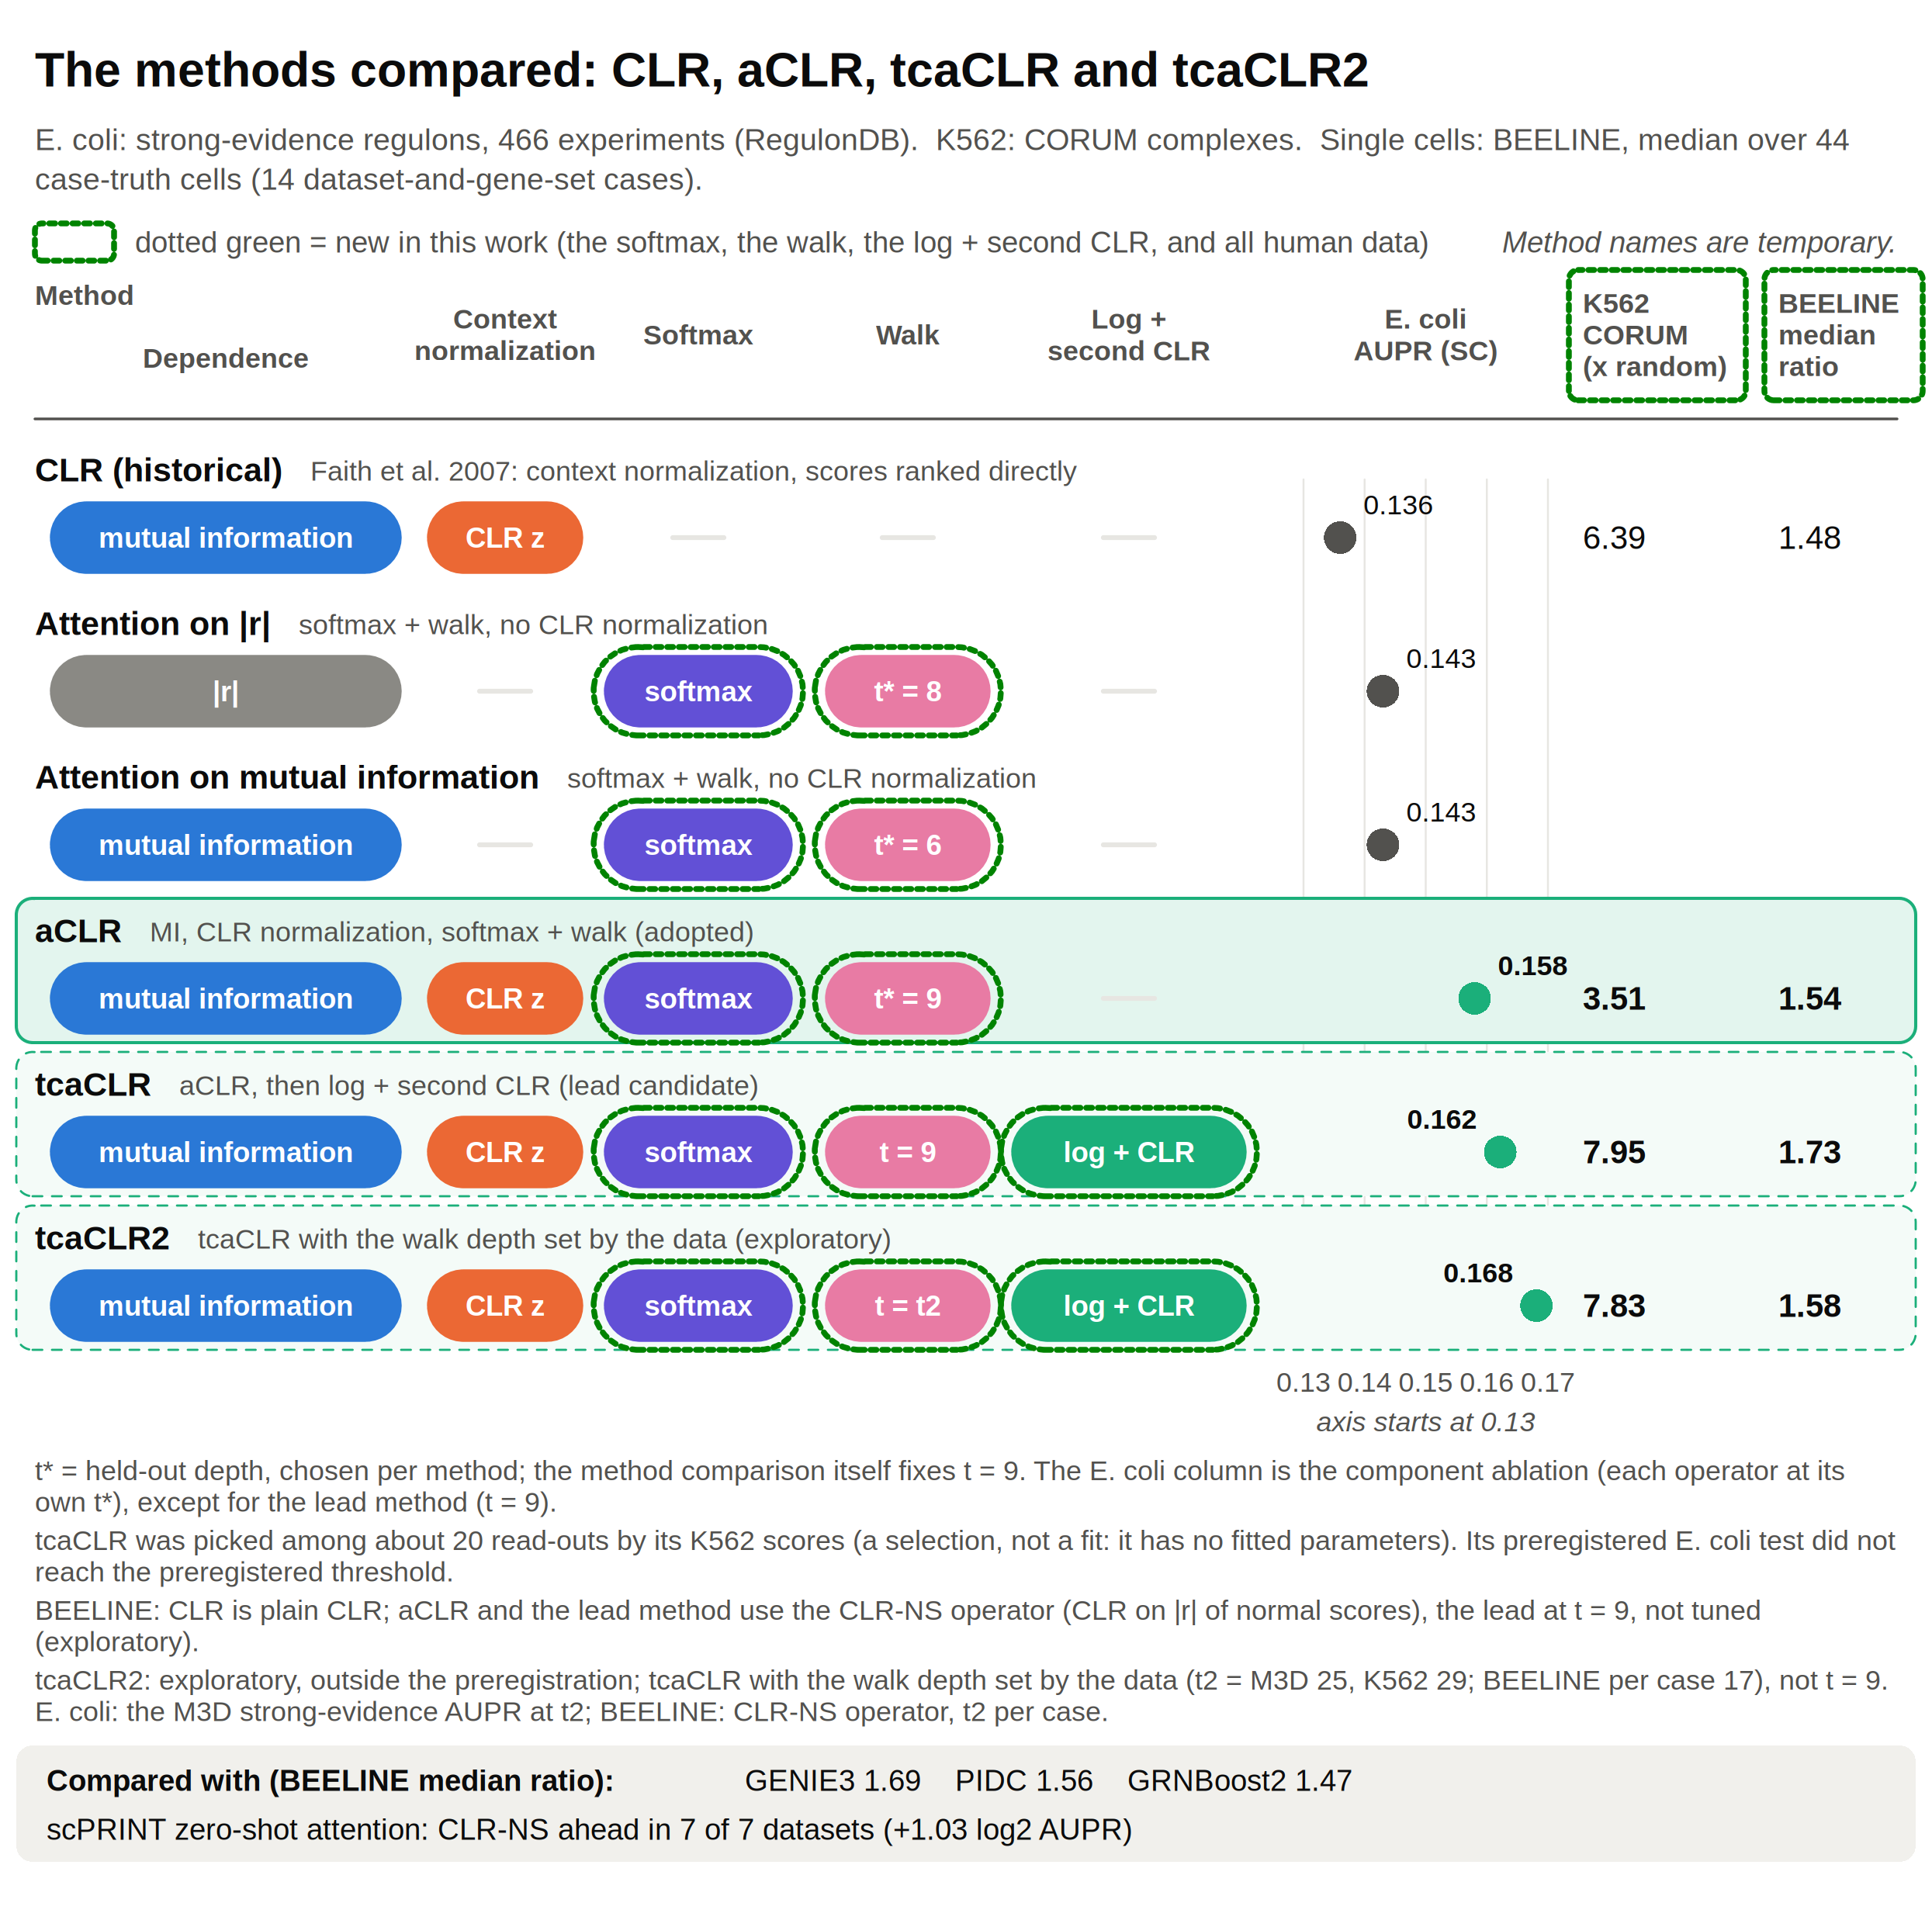 The methods compared: CLR, aCLR, tcaCLR and tcaCLR2
E. coli: strong-evidence regulons, 466 experiments (RegulonDB). K562: CORUM complexes. Single cells: BEELINE, median over 44
case-truth cells (14 dataset-and-gene-set cases).
dotted green = new in this work (the softmax, the walk, the log + second CLR, and all human data)
Method names are temporary.
Method
Dependence
Context
normalization
Softmax
Walk
Log +
second CLR
E. coli
AUPR (SC)
K562
CORUM
(x random)
BEELINE
median
ratio
CLR (historical) Faith et al. 2007: context normalization, scores ranked directly
mutual information CLR z 0.136 6.39 1.48
Attention on |r| softmax + walk, no CLR normalization
|r| softmax t* = 8 0.143
Attention on mutual information softmax + walk, no CLR normalization
mutual information softmax t* = 6 0.143
aCLR MI, CLR normalization, softmax + walk (adopted)
mutual information CLR z softmax t* = 9 0.158 3.51 1.54
tcaCLR aCLR, then log + second CLR (lead candidate)
mutual information CLR z softmax t = 9 log + CLR 0.162 7.95 1.73
tcaCLR2 tcaCLR with the walk depth set by the data (exploratory)
mutual information CLR z softmax t = t2 log + CLR 0.168 7.83 1.58
0.13 0.14 0.15 0.16 0.17
axis starts at 0.13
t* = held-out depth, chosen per method; the method comparison itself fixes t = 9. The E. coli column is the component ablation (each operator at its
own t*), except for the lead method (t = 9).
tcaCLR was picked among about 20 read-outs by its K562 scores (a selection, not a fit: it has no fitted parameters). Its preregistered E. coli test did not
reach the preregistered threshold.
BEELINE: CLR is plain CLR; aCLR and the lead method use the CLR-NS operator (CLR on |r| of normal scores), the lead at t = 9, not tuned
(exploratory).
tcaCLR2: exploratory, outside the preregistration; tcaCLR with the walk depth set by the data (t2 = M3D 25, K562 29; BEELINE per case 17), not t = 9.
E. coli: the M3D strong-evidence AUPR at t2; BEELINE: CLR-NS operator, t2 per case.
Compared with (BEELINE median ratio): GENIE3 1.69 PIDC 1.56 GRNBoost2 1.47
scPRINT zero-shot attention: CLR-NS ahead in 7 of 7 datasets (+1.03 log2 AUPR)